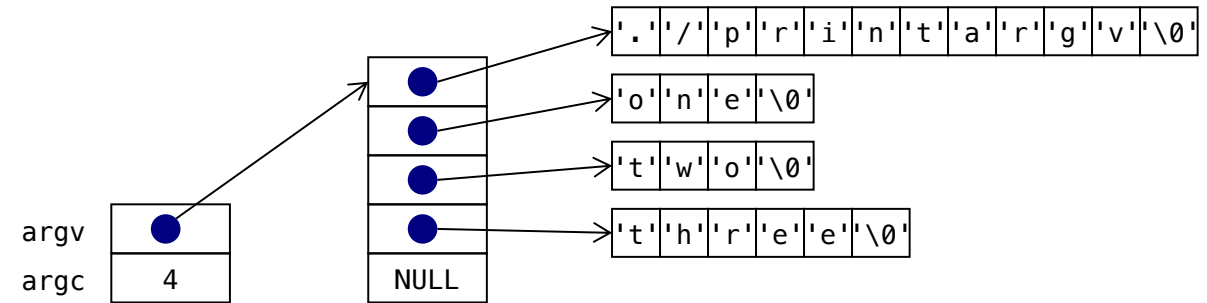 '.' '/' 'p' 'r' 'i' 'n' 't' 'a' 'r' 'g' 'v' '\0'
'o' 'n' 'e' '\0'
't' 'w' 'o' '\0'
't' 'h' 'r' 'e' 'e' '\0'
argv
argc 4 NULL